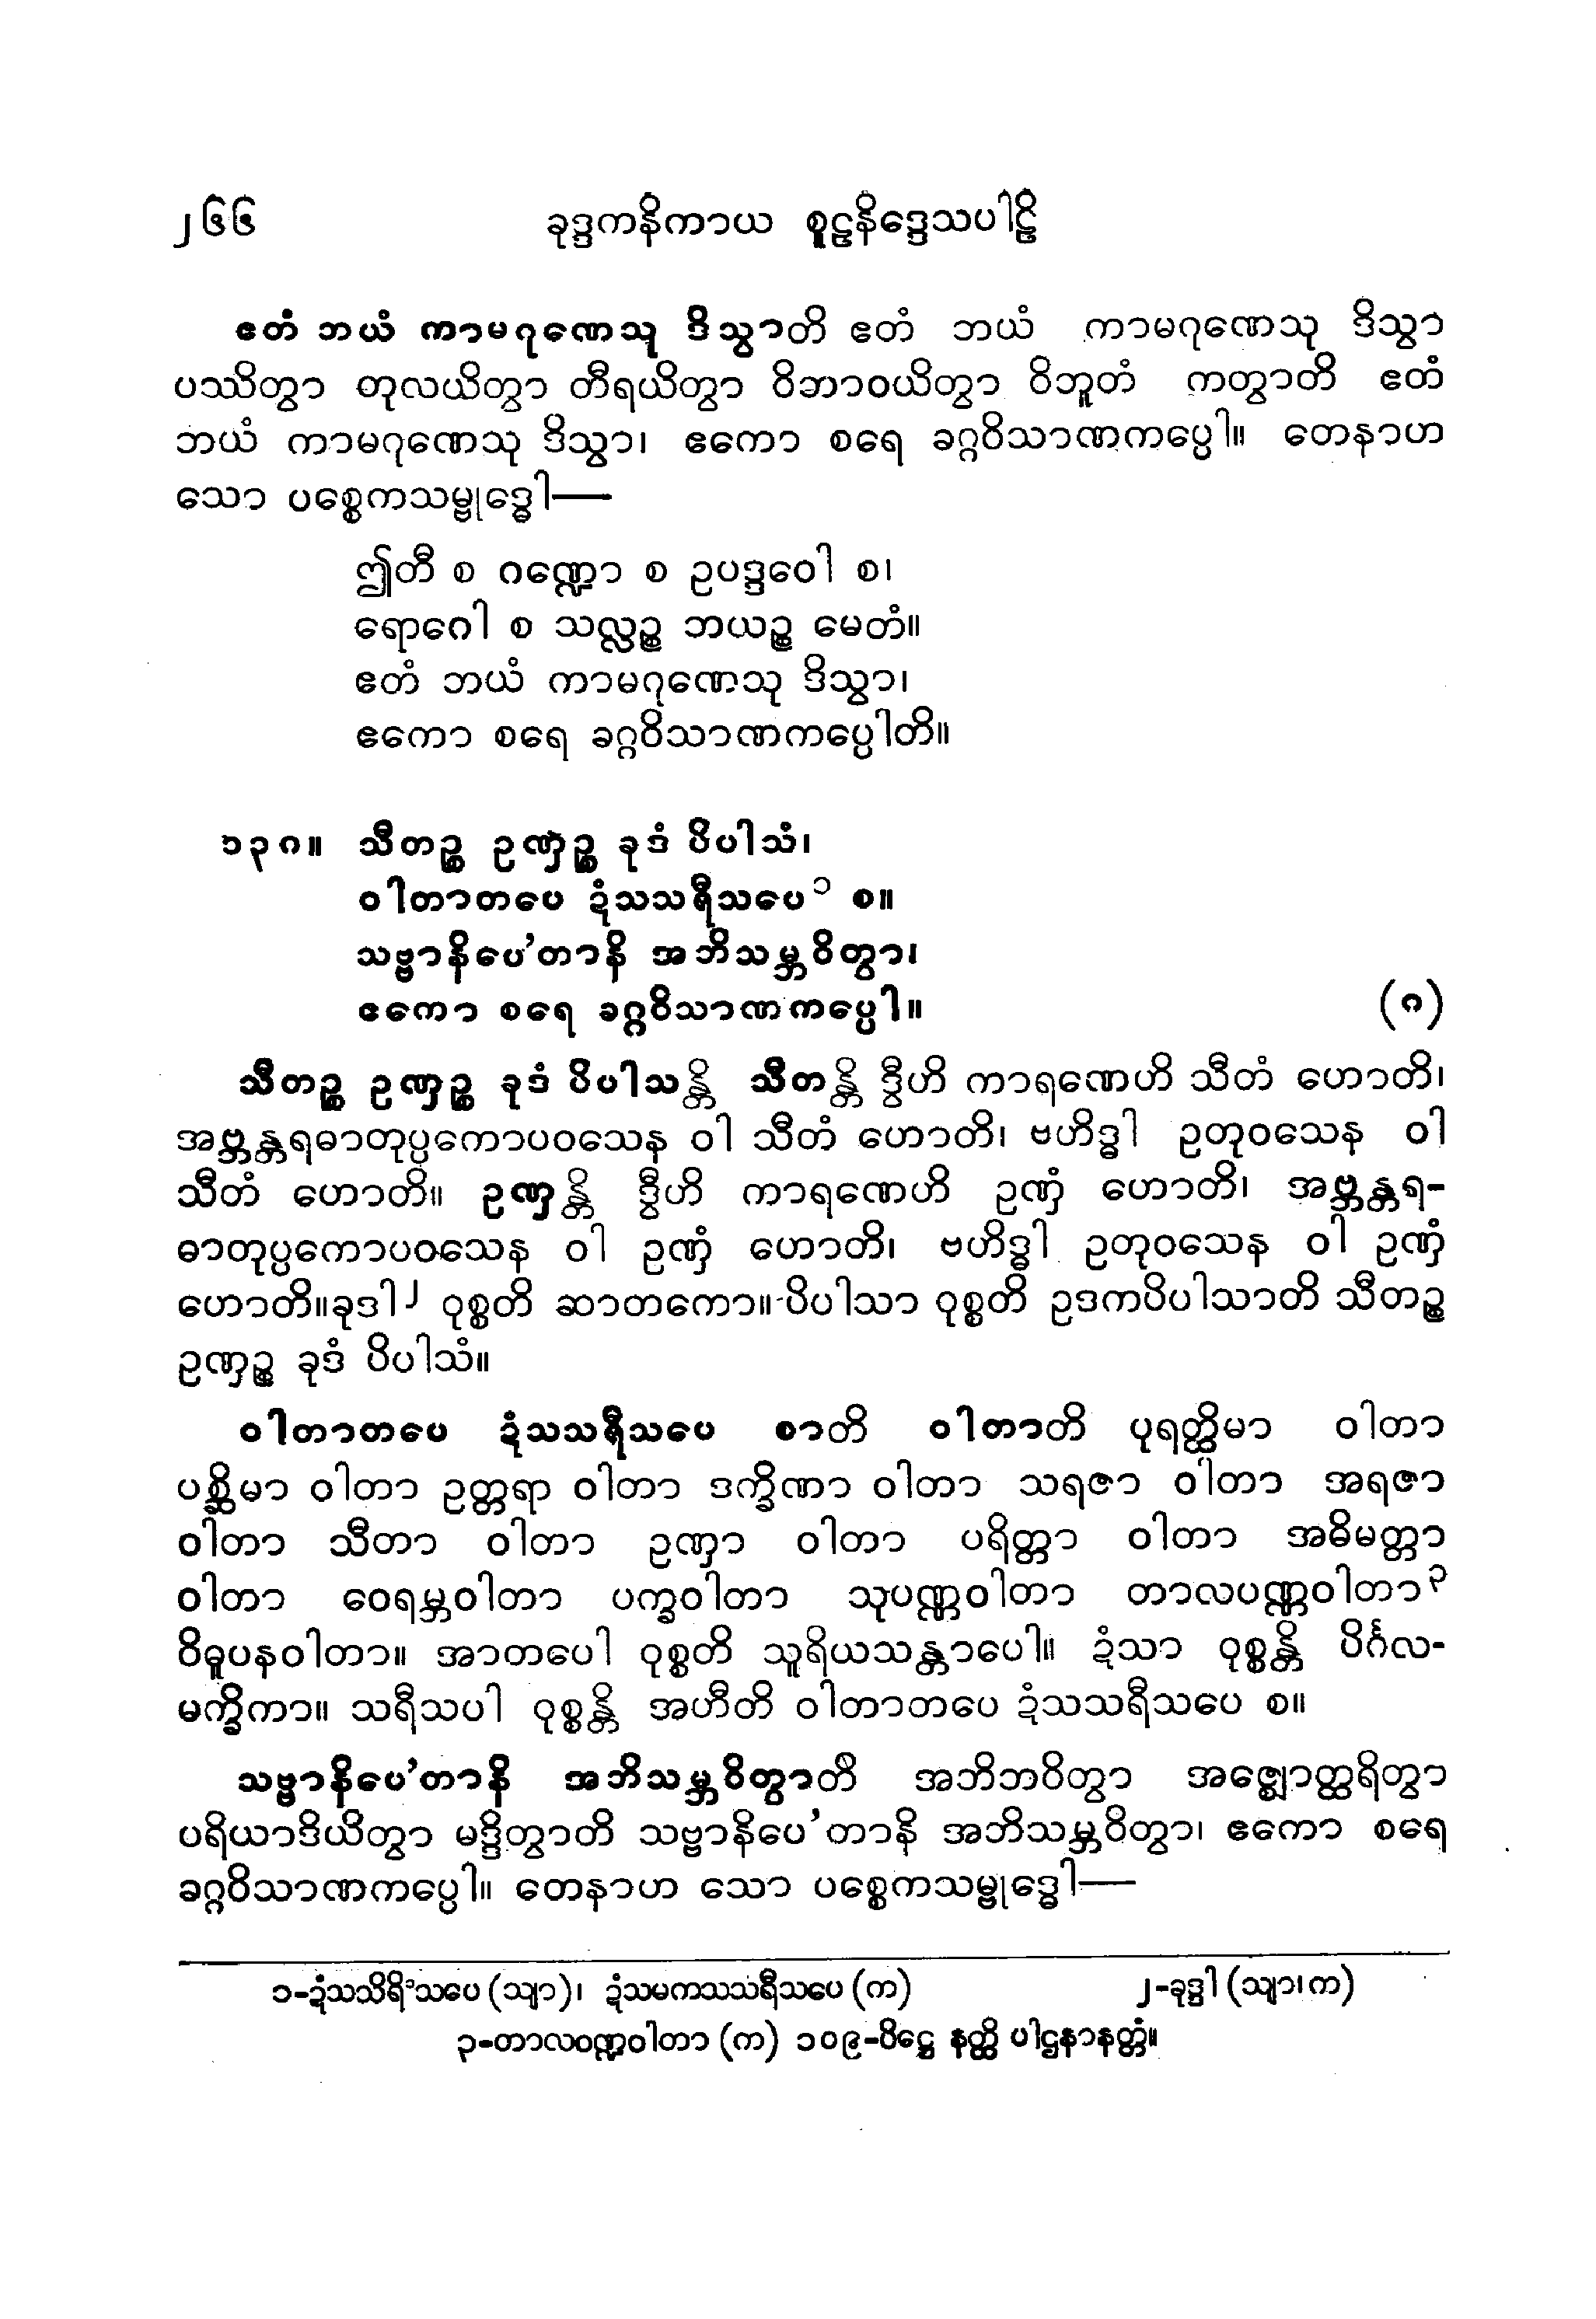 ၂၆၆ ခုဒ္ဒကနိကာယ စူဠနိဒ္ဒေသပါဠိ
ဧတံ ဘယံ ကာမဂုဏေသု ဒိသွာတိ ဧတံ ဘယံ ကာမဂုဏေသု ဒိသွာ
ပဿိတွာ တုလယိတွာ တီရယိတွာ ဝိဘာဝယိတွာ ဝိဘူတံ ကတွာတိ ဧတံ
ဘယံ ကာမဂုဏေသု ဒိသွာ၊ ဧကော စရေ ခဂ္ဂဝိသာဏကပ္ပေါ။ တေနာဟ
သော ပစ္စေကသမ္ဗုဒ္ဓေါ—
ဤတီ စ ဂဏ္ဍော စ ဥပဒ္ဒဝေါ စ၊
ရောဂေါ စ သလ္လဉ္စ ဘယဉ္စ မေတံ။
ဧတံ ဘယံ ကာမဂုဏေသု ဒိသွာ၊
ဧကော စရေ ခဂ္ဂဝိသာဏကပ္ပေါတိ။
၁၃၈။ သီတဉ္စ ဥဏှဉ္စ ခုဒံ ပိပါသံ၊
ဝါတာတပေ ဍံသသရီသပေ၁ စ။
သဗ္ဗာနိပေ’တာနိ အဘိသမ္ဘဝိတွာ၊
ဧကော စရေ ခဂ္ဂဝိသာဏကပ္ပေါ။ (၈)
သီတဉ္စ ဥဏှဉ္စ ခုဒံ ပိပါသန္တိ သီတန္တိ ဒွီဟိ ကာရဏေဟိ သီတံ ဟောတိ၊
အဗ္ဘန္တရဓာတုပ္ပကောပဝသေန ဝါ သီတံ ဟောတိ၊ ဗဟိဒ္ဓါ ဥတုဝသေန ဝါ
သီတံ ဟောတိ။ ဥဏှန္တိ ဒွီဟိ ကာရဏေဟိ ဥဏှံ ဟောတိ၊ အဗ္ဘန္တရ-
ဓာတုပ္ပကောပဝသေန ဝါ ဥဏှံ ဟောတိ၊ ဗဟိဒ္ဓါ ဥတုဝသေန ဝါ ဥဏှံ
ဟောတိ။ခုဒါ၂ ဝုစ္စတိ ဆာတကော။ ပိပါသာ ဝုစ္စတိ ဥဒကပိပါသာတိ သီတဉ္စ
ဥဏှဉ္စ ခုဒံ ပိပါသံ။
ဝါတာတပေ ဍံသသရီသပေ စာတိ ဝါတာတိ ပုရတ္ထိမာ ဝါတာ
ပစ္ဆိမာ ဝါတာ ဥတ္တရာ ဝါတာ ဒက္ခိဏာ ဝါတာ သရဇာ ဝါတာ အရဇာ
ဝါတာ သီတာ ဝါတာ ဥဏှာ ဝါတာ ပရိတ္တာ ဝါတာ အဓိမတ္တာ
ဝါတာ ဝေရမ္ဘဝါတာ ပက္ခဝါတာ သုပဏ္ဏဝါတာ တာလပဏ္ဏဝါတာ၃
ဝိဓူပနဝါတာ။ အာတပေါ ဝုစ္စတိ သူရိယသန္တာပေါ။ ဍံသာ ဝုစ္စန္တိ ပိင်္ဂလ-
မက္ခိကာ။ သရီသပါ ဝုစ္စန္တိ အဟီတိ ဝါတာတပေ ဍံသသရီသပေ စ။
သဗ္ဗာနိပေ’တာနိ အဘိသမ္ဘဝိတွာတိ အဘိဘဝိတွာ အဇ္ဈောတ္ထရိတွာ
ပရိယာဒိယိတွာ မဒ္ဒိတွာတိ သဗ္ဗာနိပေ’တာနိ အဘိသမ္ဘဝိတွာ၊ ဧကော စရေ
ခဂ္ဂဝိသာဏကပ္ပေါ။ တေနာဟ သော ပစ္စေကသမ္ဗုဒ္ဓေါ—
၁-ဍံသသိရိံသပေ (သျာ)၊ ဍံသမကသသရီသပေ (က) ၂-ခုဒ္ဒါ (သျာ၊က)
၃-တာလဝဏ္ဏဝါတာ (က) ၁၀၉-ပိဋ္ဌေ နတ္ထိ ပါဌနာနတ္တံ။